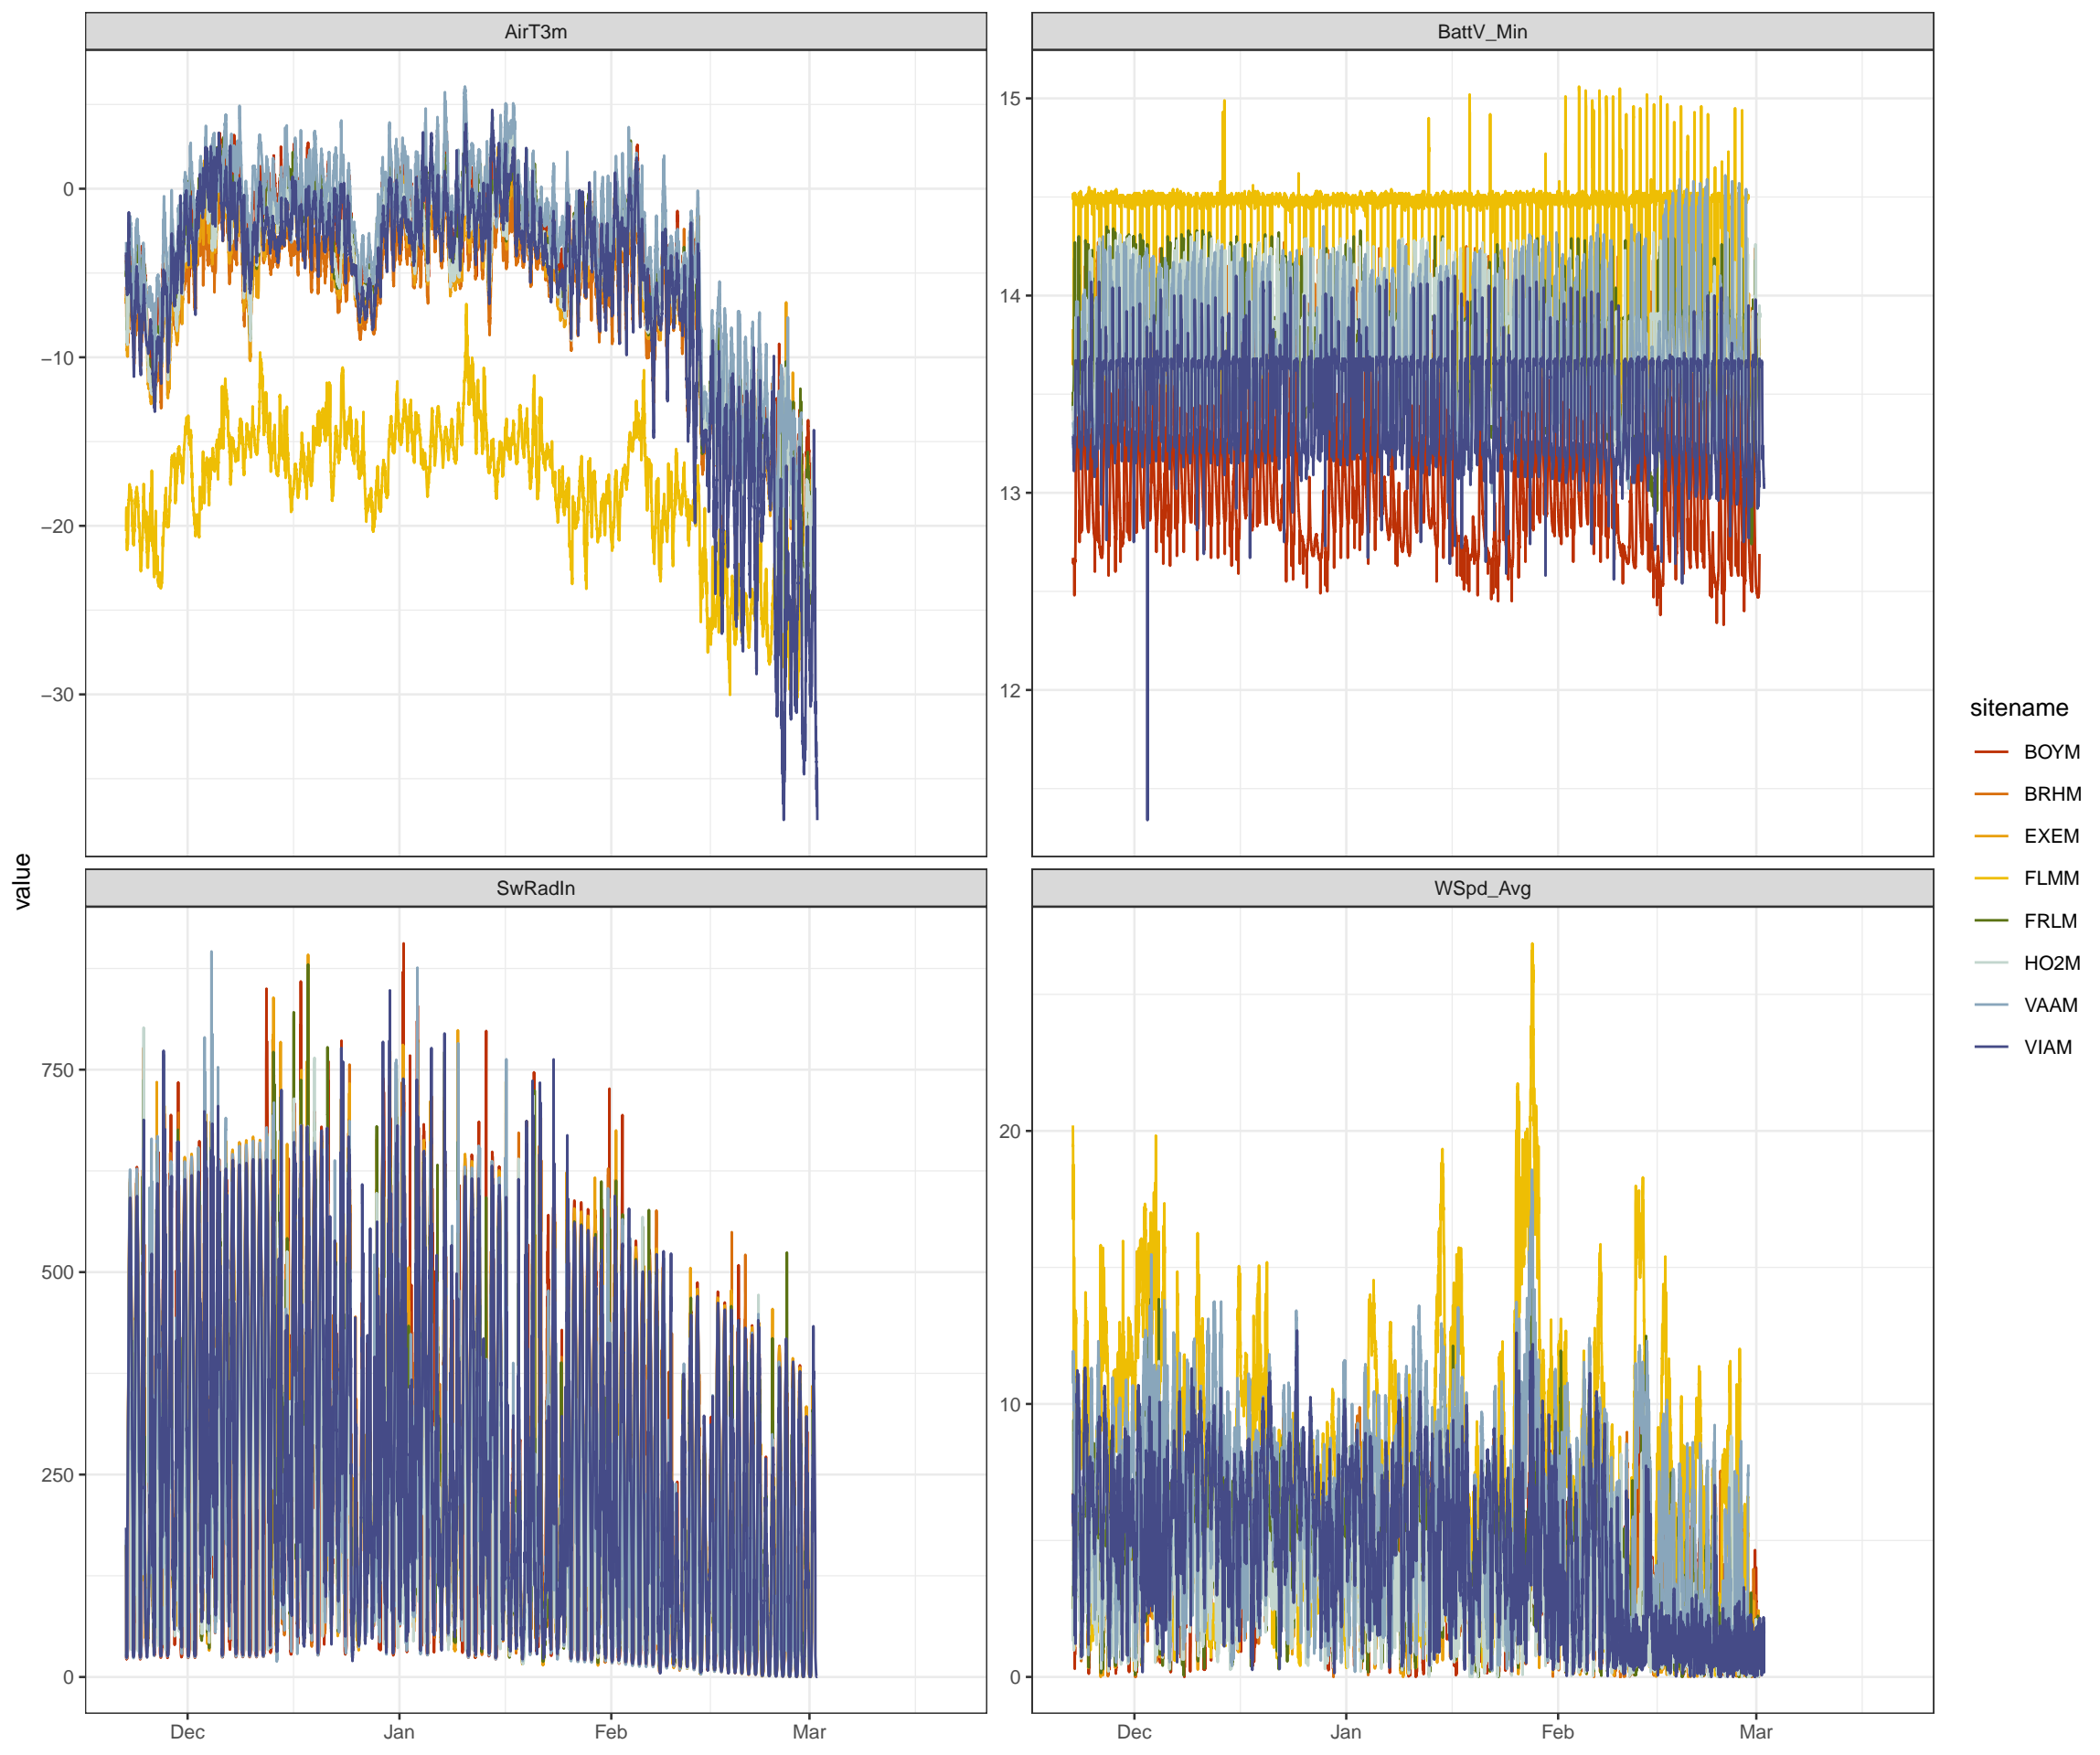 AirT3m
BattV_Min
0
−10
−20
−30
15
14
13
12
value
SwRadIn
WSpd_Avg
750
500
250
0
20
10
0
Dec Jan Feb Mar
Dec Jan Feb Mar
sitename
BOYM
BRHM
EXEM
FLMM
FRLM
HO2M
VAAM
VIAM